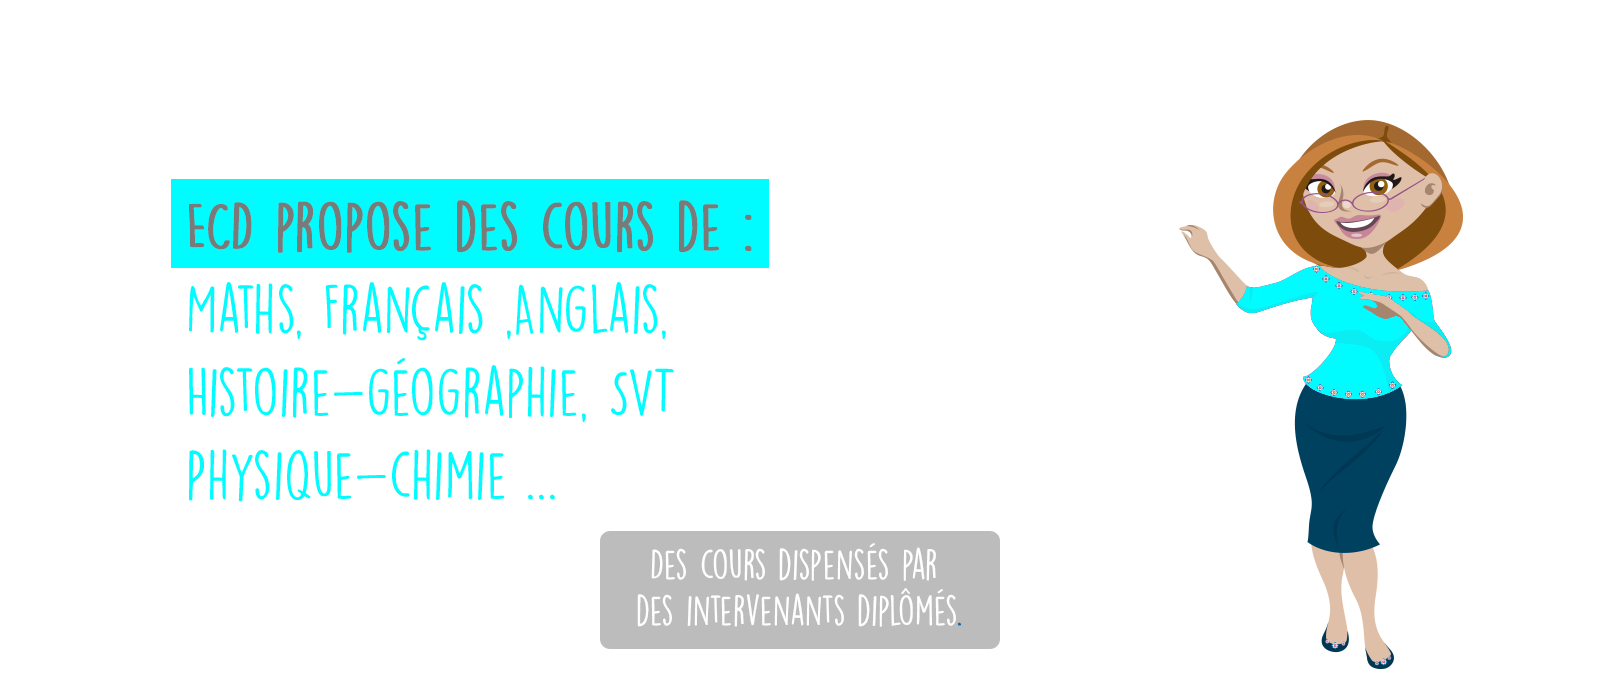 ECD PROPOSE DES COURS DE :
MATHS, FRANÇAIS ,ANGLAIS,
HISTOIRE-GÉOGRAPHIE, SVT
PHYSIQUE-CHIMIE ...
DES COURS DISPENSÉS PAR
DES INTERVENANTS DIPLÔMÉS.